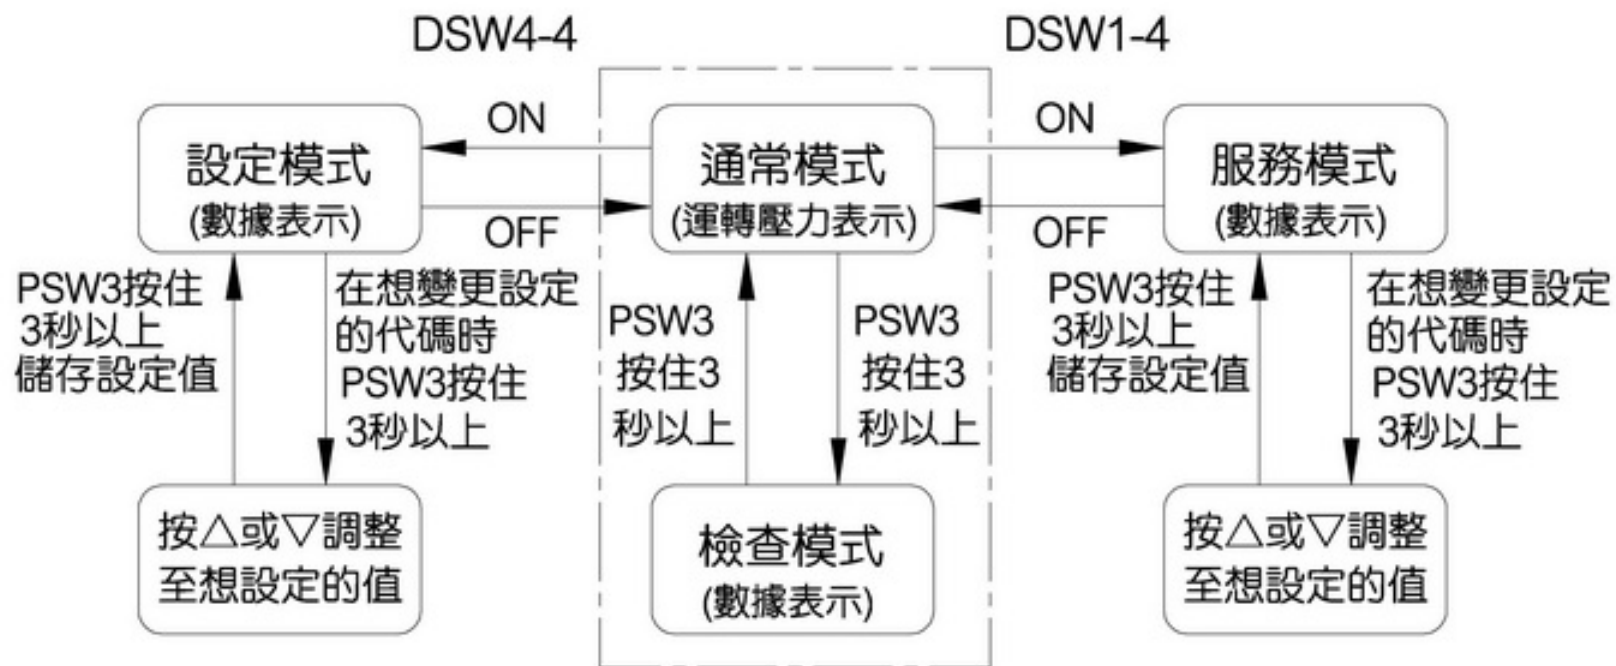 DSW4-4
DSW1-4
ON
ON
設定模式
(數據表示)
通常模式
(運轉壓力表示)
服務模式
(數據表示)
OFF
OFF
PSW3按住
3秒以上
儲存設定值
在想變更設定
的代碼時
PSW3按住
3秒以上
PSW3
按住3
秒以上
PSW3
按住3
秒以上
PSW3按住
3秒以上
儲存設定值
在想變更設定
的代碼時
PSW3按住
3秒以上
按△或▽調整
至想設定的值
檢查模式
(數據表示)
按△或▽調整
至想設定的值